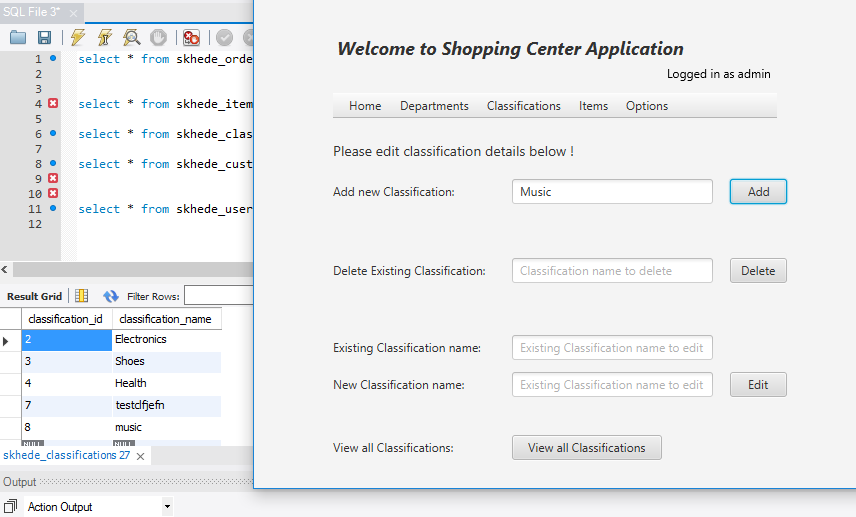 SQL File 3*
1 select * from skhede_orde
2
3
4 select * from skhede_item
5
6 select * from skhede_clas
7
8 select * from skhede_cust
9
10
11 select * from skhede_user
12
Result Grid Filter Rows:
classification_id classification_name
2 Electronics
3 Shoes
4 Health
7 testclfjefn
8 music
NULL NULL
skhede_classifications 27
Output
Action Output
Welcome to Shopping Center Application
Logged in as admin
Home Departments Classifications Items Options
Please edit classification details below !
Add new Classification: Music Add
Delete Existing Classification: Classification name to delete Delete
Existing Classification name: Existing Classification name to edit
New Classification name: Existing Classification name to edit Edit
View all Classifications: View all Classifications